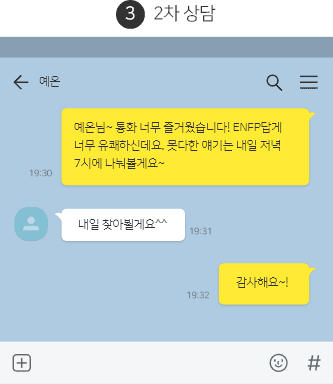 3 2차 상담
예온
예온님~ 통화 너무 즐거웠습니다! ENFP답게
너무 유쾌하신데요. 못다한 얘기는 내일 저녁
7시에 나눠볼게요~
19:30
내일 찾아뵐게요^^
19:31
감사해요~!
19:32
#